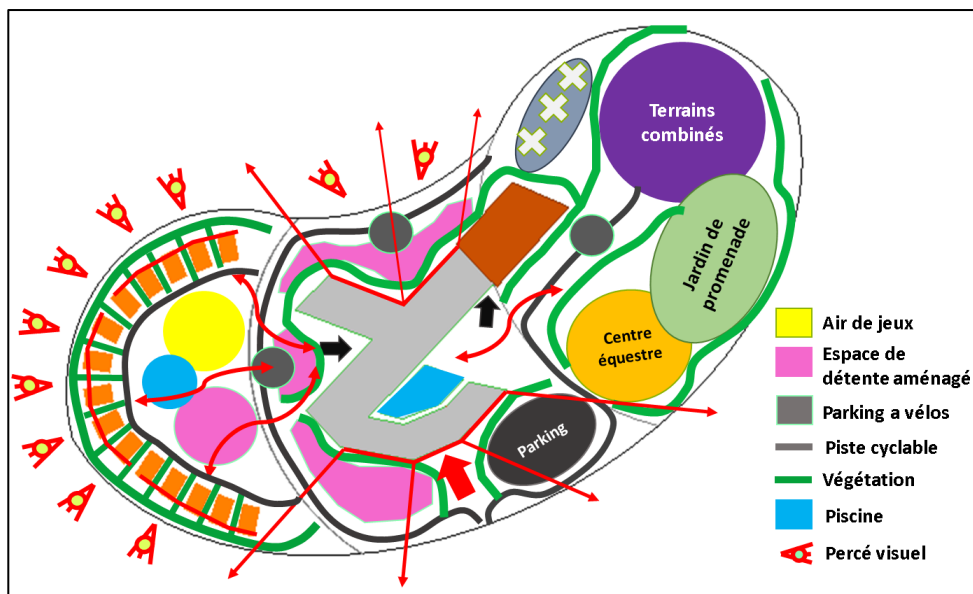 Terrains
combinés
Jardin de
promenade
Centre
équestre
Parking
Air de jeux
Espace de
détente aménagé
Parking a vélos
Piste cyclable
Végétation
Piscine
Percé visuel